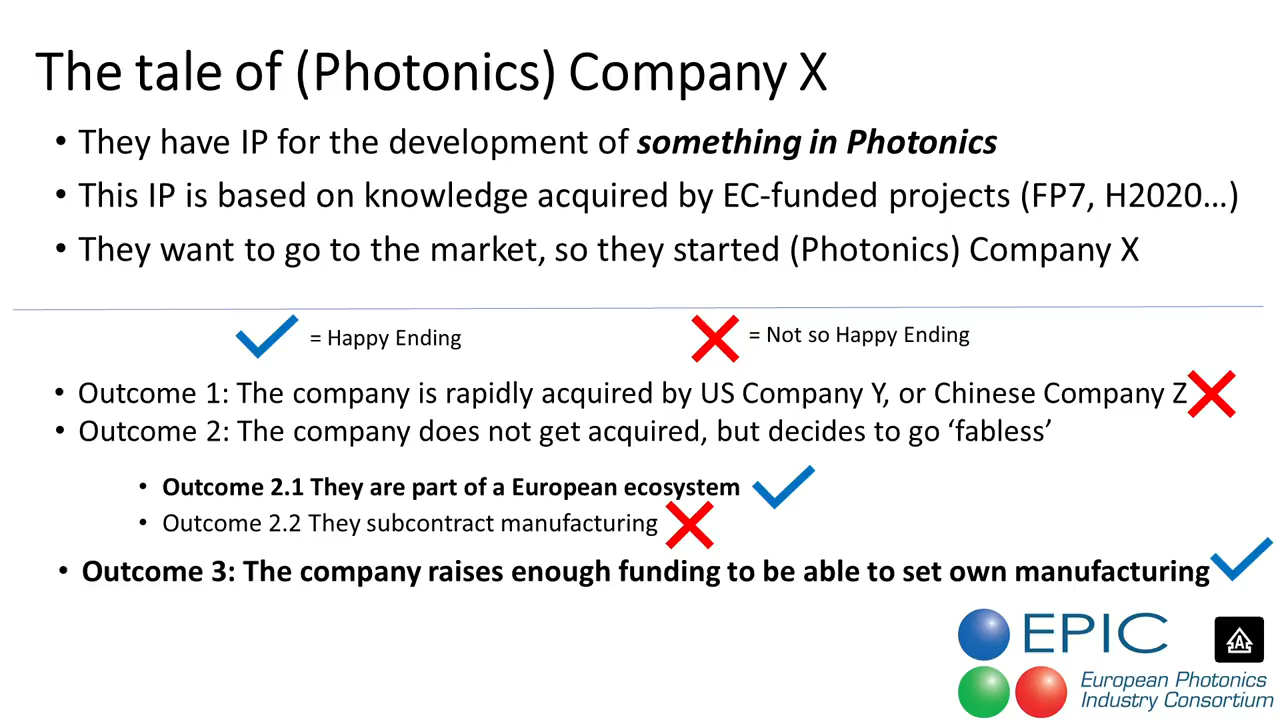 The tale of (Photonics) Company X
• They have IP for the development of something in Photonics
• This IP is based on knowledge acquired by EC-funded projects (FP7, H2020…)
• They want to go to the market, so they started (Photonics) Company X
= Happy Ending
= Not so Happy Ending
• Outcome 1: The company is rapidly acquired by US Company Y, or Chinese Company Z
• Outcome 2: The company does not get acquired, but decides to go ‘fabless’
• Outcome 2.1 They are part of a European ecosystem
• Outcome 2.2 They subcontract manufacturing
• Outcome 3: The company raises enough funding to be able to set own manufacturing
EPIC
A
European Photonics
Industry Consortium